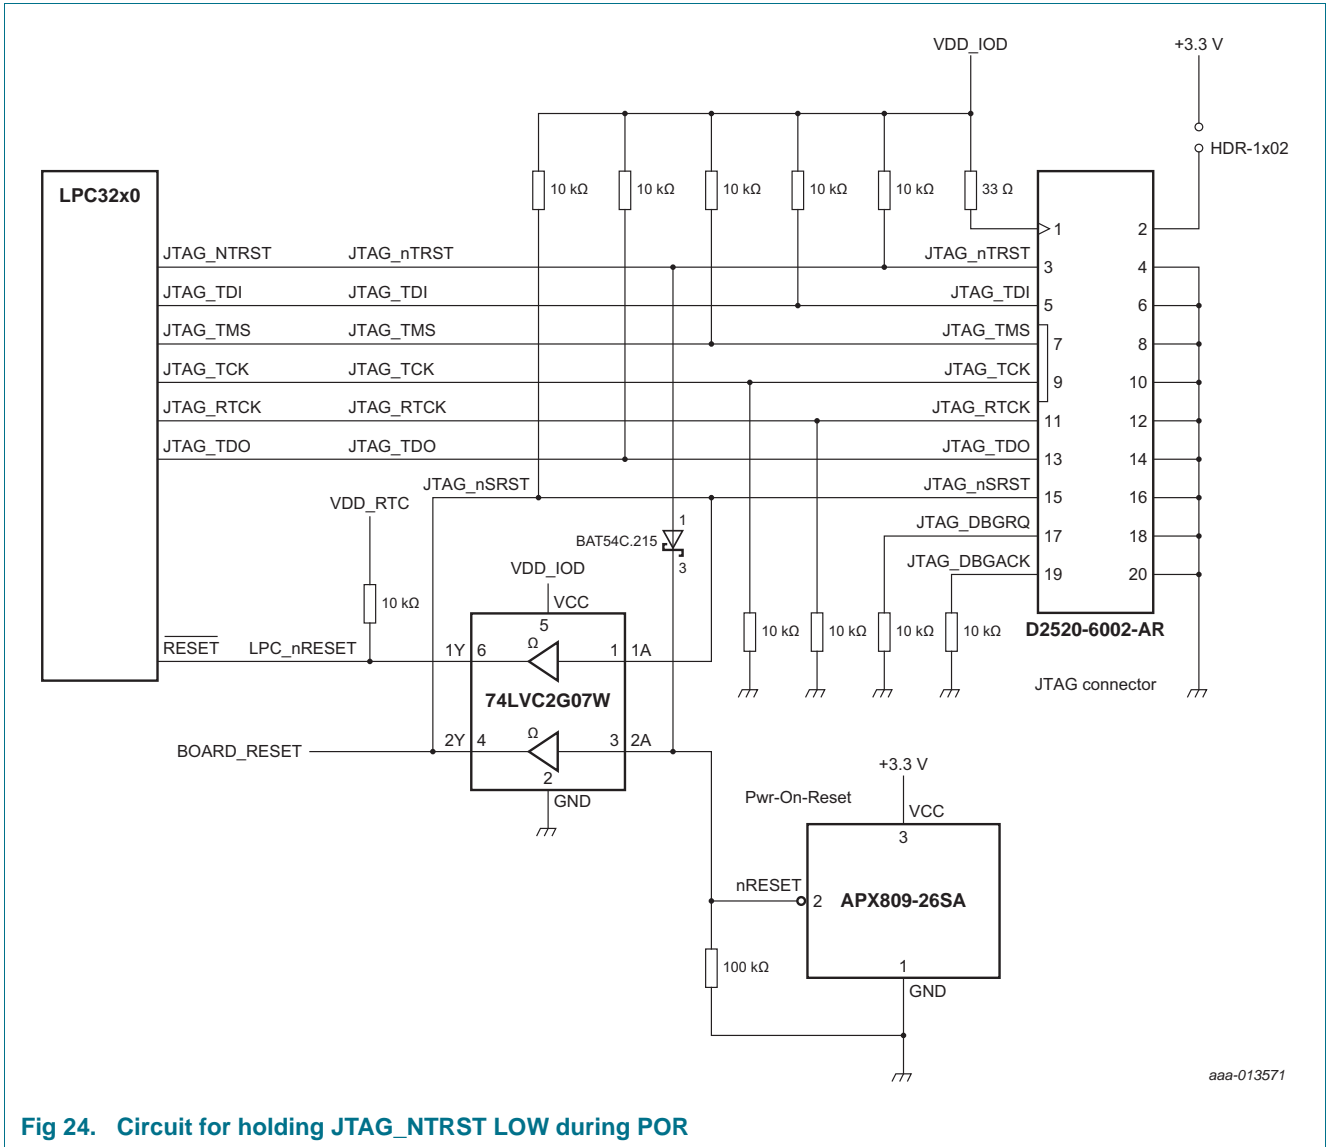 VDD_IOD
+3.3 V
HDR-1x02
LPC32x0
10 kΩ
10 kΩ
10 kΩ
10 kΩ
10 kΩ
33 Ω
1
2
JTAG_NTRST
JTAG_nTRST
JTAG_nTRST
3
4
JTAG_TDI
JTAG_TDI
JTAG_TDI
5
6
JTAG_TMS
JTAG_TMS
JTAG_TMS
7
8
JTAG_TCK
JTAG_TCK
JTAG_TCK
9
10
JTAG_RTCK
JTAG_RTCK
JTAG_RTCK
11
12
JTAG_TDO
JTAG_TDO
JTAG_TDO
13
14
JTAG_nSRST
JTAG_nSRST
15
16
VDD_RTC
JTAG_DBGRQ
17
18
1
BAT54C.215
3
JTAG_DBGACK
19
20
VDD_IOD
VCC
5
10 kΩ
10 kΩ
10 kΩ
10 kΩ
10 kΩ
D2520-6002-AR
JTAG connector
RESET
LPC_nRESET
1Y
6
Ω
1
1A
74LVC2G07W
BOARD_RESET
2Y
4
Ω
3
2A
2
GND
+3.3 V
Pwr-On-Reset
VCC
3
nRESET
2
APX809-26SA
100 kΩ
1
GND
aaa-013571
Fig 24. Circuit for holding JTAG_NTRST LOW during POR